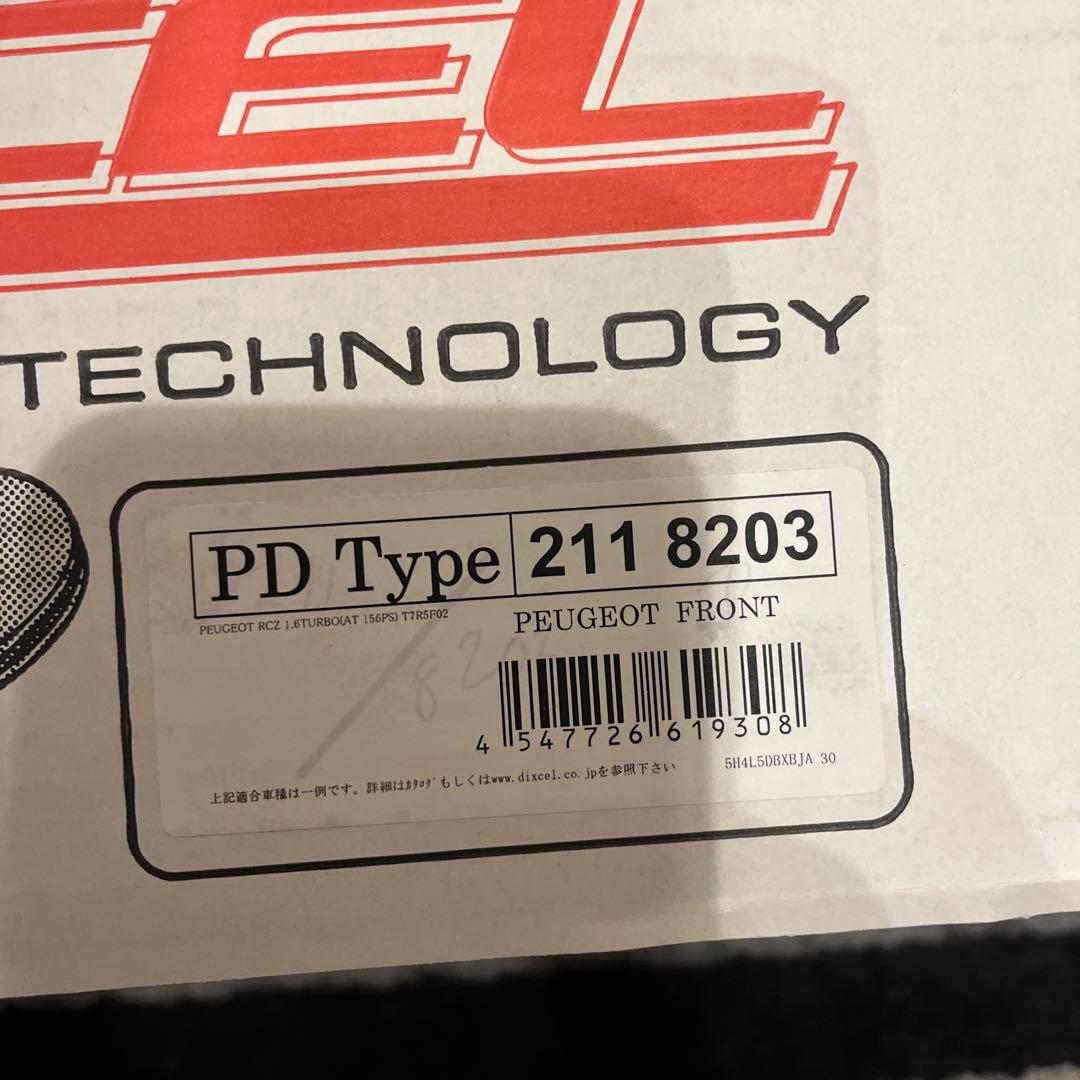 CEL
TECHNOLOGY
PD Type 211 8203
PEUGEOT RCZ 1.6TURBO(AT 156PS) T7R5F02
PEUGEOT FRONT
4 547726 619308
5H4L5DBXBJA 30
上記適合車種は一例です。詳細はｶﾀﾛｸﾞもしくはwww.dixcel.co.jpを参照下さい